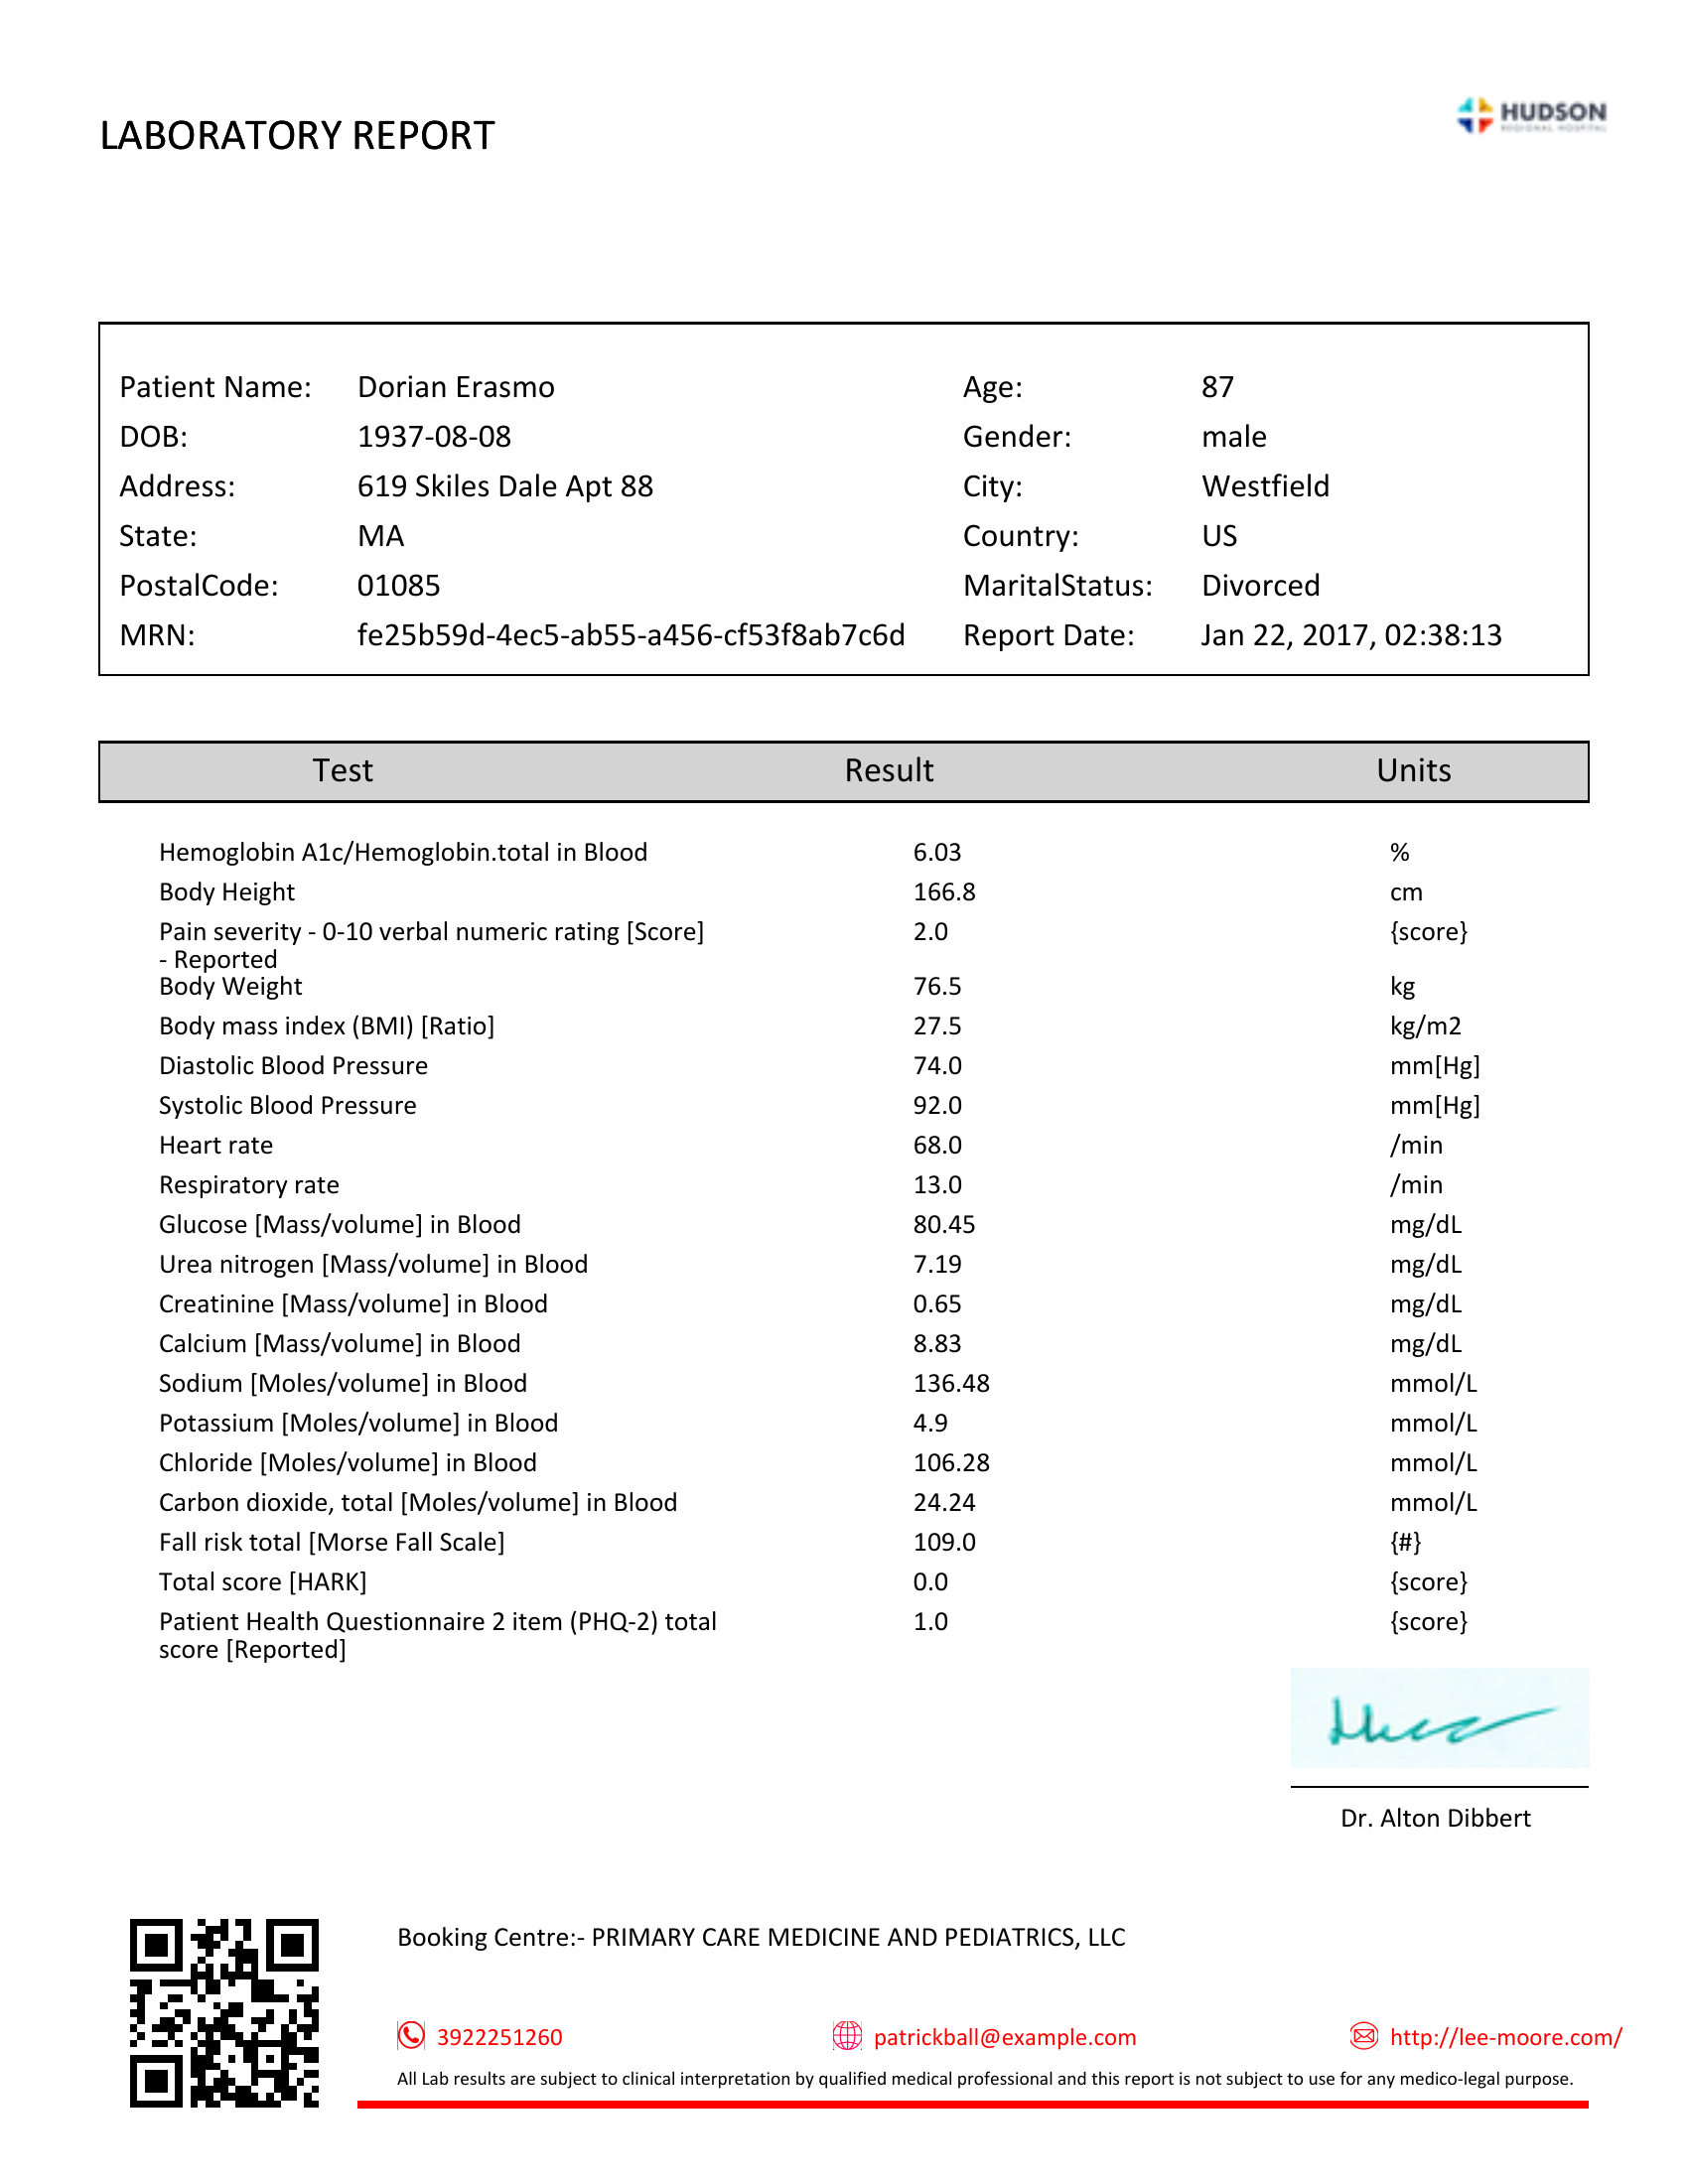 LABORATORY REPORT
HUDSON
REGIONAL HOSPITAL
Patient Name: Dorian Erasmo Age: 87
DOB: 1937-08-08 Gender: male
Address: 619 Skiles Dale Apt 88 City: Westfield
State: MA Country: US
PostalCode: 01085 MaritalStatus: Divorced
MRN: fe25b59d-4ec5-ab55-a456-cf53f8ab7c6d Report Date: Jan 22, 2017, 02:38:13
Test Result Units
Hemoglobin A1c/Hemoglobin.total in Blood 6.03 %
Body Height 166.8 cm
Pain severity - 0-10 verbal numeric rating [Score] 2.0 {score}
- Reported
Body Weight 76.5 kg
Body mass index (BMI) [Ratio] 27.5 kg/m2
Diastolic Blood Pressure 74.0 mm[Hg]
Systolic Blood Pressure 92.0 mm[Hg]
Heart rate 68.0 /min
Respiratory rate 13.0 /min
Glucose [Mass/volume] in Blood 80.45 mg/dL
Urea nitrogen [Mass/volume] in Blood 7.19 mg/dL
Creatinine [Mass/volume] in Blood 0.65 mg/dL
Calcium [Mass/volume] in Blood 8.83 mg/dL
Sodium [Moles/volume] in Blood 136.48 mmol/L
Potassium [Moles/volume] in Blood 4.9 mmol/L
Chloride [Moles/volume] in Blood 106.28 mmol/L
Carbon dioxide, total [Moles/volume] in Blood 24.24 mmol/L
Fall risk total [Morse Fall Scale] 109.0 {#}
Total score [HARK] 0.0 {score}
Patient Health Questionnaire 2 item (PHQ-2) total 1.0 {score}
score [Reported]
Dr. Alton Dibbert
Booking Centre:- PRIMARY CARE MEDICINE AND PEDIATRICS, LLC
3922251260 patrickball@example.com http://lee-moore.com/
All Lab results are subject to clinical interpretation by qualified medical professional and this report is not subject to use for any medico-legal purpose.